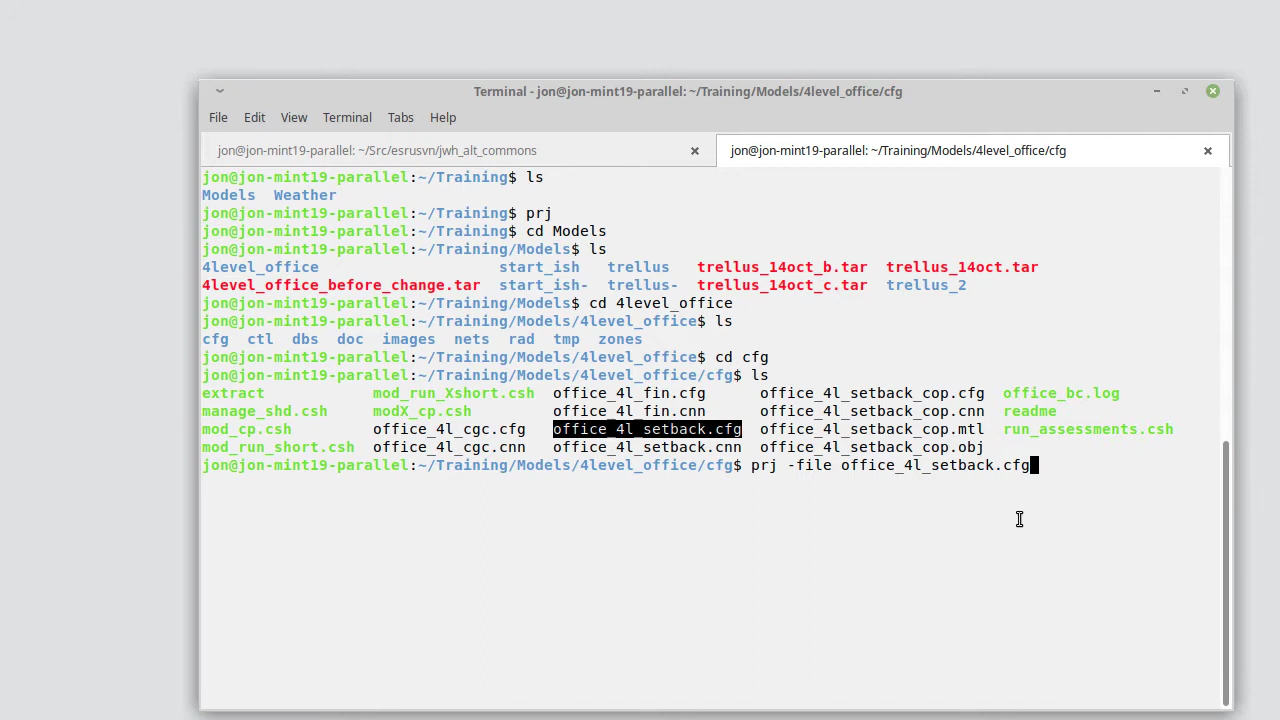 Terminal - jon@jon-mint19-parallel: ~/Training/Models/4level_office/cfg
File Edit View Terminal Tabs Help
jon@jon-mint19-parallel: ~/Src/esrusvn/jwh_alt_commons
jon@jon-mint19-parallel: ~/Training/Models/4level_office/cfg
jon@jon-mint19-parallel:~/Training$ ls
Models  Weather
jon@jon-mint19-parallel:~/Training$ prj
jon@jon-mint19-parallel:~/Training$ cd Models
jon@jon-mint19-parallel:~/Training/Models$ ls
4level_office                    start_ish   trellus   trellus_14oct_b.tar  trellus_14oct.tar
4level_office_before_change.tar  start_ish-  trellus-  trellus_14oct_c.tar  trellus_2
jon@jon-mint19-parallel:~/Training/Models$ cd 4level_office
jon@jon-mint19-parallel:~/Training/Models/4level_office$ ls
cfg  ctl  dbs  doc  images  nets  rad  tmp  zones
jon@jon-mint19-parallel:~/Training/Models/4level_office$ cd cfg
jon@jon-mint19-parallel:~/Training/Models/4level_office/cfg$ ls
extract            mod_run_Xshort.csh  office_4l_fin.cfg      office_4l_setback_cop.cfg  office_bc.log
manage_shd.csh     modX_cp.csh         office_4l_fin.cnn      office_4l_setback_cop.cnn  readme
mod_cp.csh         office_4l_cgc.cfg   office_4l_setback.cfg  office_4l_setback_cop.mtl  run_assessments.csh
mod_run_short.csh  office_4l_cgc.cnn   office_4l_setback.cnn  office_4l_setback_cop.obj
jon@jon-mint19-parallel:~/Training/Models/4level_office/cfg$ prj -file office_4l_setback.cfg